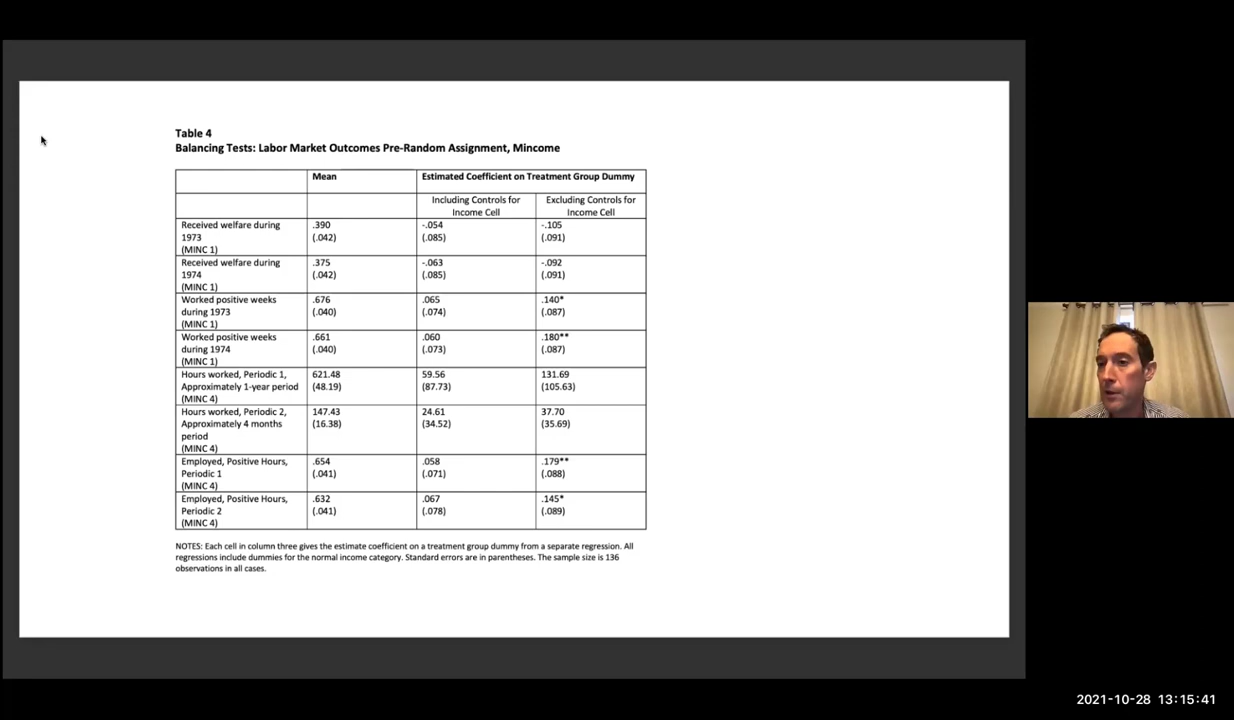 Table 4
Balancing Tests: Labor Market Outcomes Pre-Random Assignment, Mincome
Mean
Estimated Coefficient on Treatment Group Dummy
Including Controls for
Income Cell
Excluding Controls for
Income Cell
Received welfare during
1973
(MINC 1)
.390
(.042)
-.054
(.085)
-.105
(.091)
Received welfare during
1974
(MINC 1)
.375
(.042)
-.063
(.085)
-.092
(.091)
Worked positive weeks
during 1973
(MINC 1)
.676
(.040)
.065
(.074)
.140*
(.087)
Worked positive weeks
during 1974
(MINC 1)
.661
(.040)
.060
(.073)
.180**
(.087)
Hours worked, Periodic 1,
Approximately 1-year period
(MINC 4)
621.48
(48.19)
59.56
(87.73)
131.69
(105.63)
Hours worked, Periodic 2,
Approximately 4 months
period
(MINC 4)
147.43
(16.38)
24.61
(34.52)
37.70
(35.69)
Employed, Positive Hours,
Periodic 1
(MINC 4)
.654
(.041)
.058
(.071)
.179**
(.088)
Employed, Positive Hours,
Periodic 2
(MINC 4)
.632
(.041)
.067
(.078)
.145*
(.089)
NOTES: Each cell in column three gives the estimate coefficient on a treatment group dummy from a separate regression. All
regressions include dummies for the normal income category. Standard errors are in parentheses. The sample size is 136
observations in all cases.
2021-10-28 13:15:41